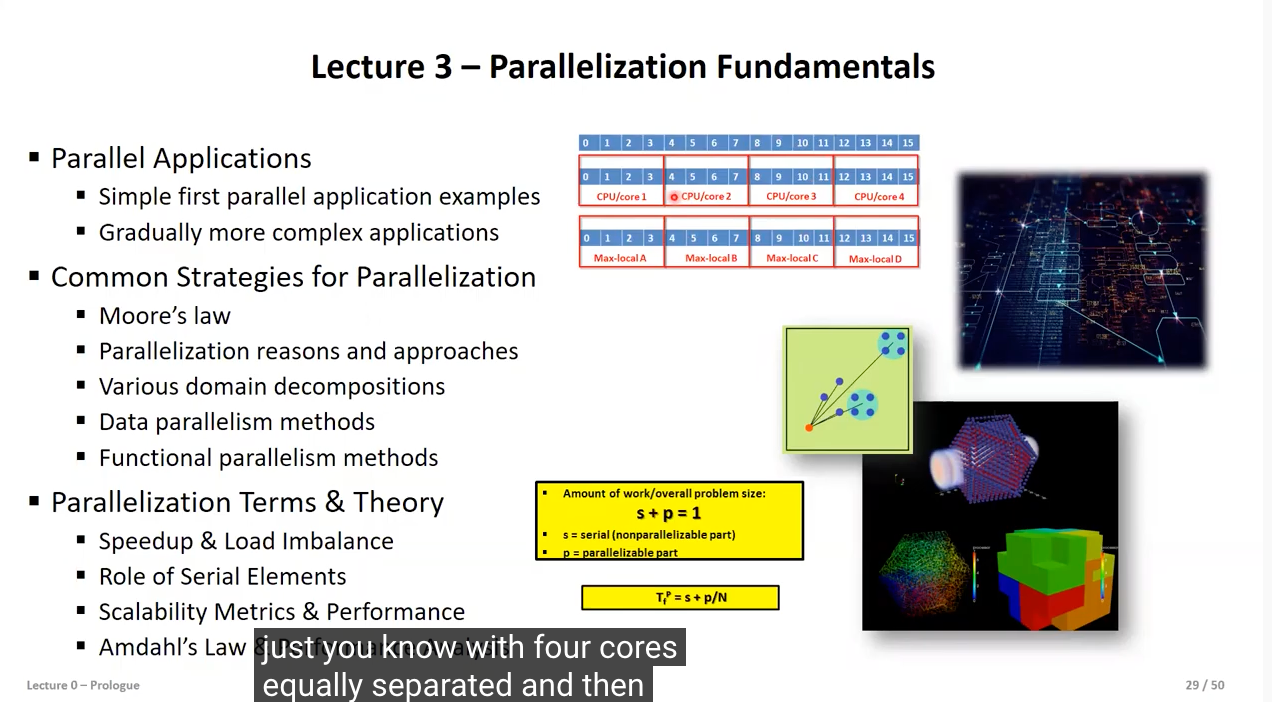 Lecture 3 – Parallelization Fundamentals
▪ Parallel Applications
▪ Simple first parallel application examples
▪ Gradually more complex applications
▪ Common Strategies for Parallelization
▪ Moore's law
▪ Parallelization reasons and approaches
▪ Various domain decompositions
▪ Data parallelism methods
▪ Functional parallelism methods
▪ Parallelization Terms & Theory
▪ Speedup & Load Imbalance
▪ Role of Serial Elements
▪ Scalability Metrics & Performance
▪ Amdahl's Law &
0 1 2 3 4 5 6 7 8 9 10 11 12 13 14 15
0 1 2 3 4 5 6 7 8 9 10 11 12 13 14 15
CPU/core 1 CPU/core 2 CPU/core 3 CPU/core 4
0 1 2 3 4 5 6 7 8 9 10 11 12 13 14 15
Max-local A Max-local B Max-local C Max-local D
▪ Amount of work/overall problem size:
s + p = 1
▪ s = serial (nonparallelizable part)
▪ p = parallelizable part
Tfᵖ = s + p/N
just you know with four cores
equally separated and then
Lecture 0 – Prologue
29 / 50